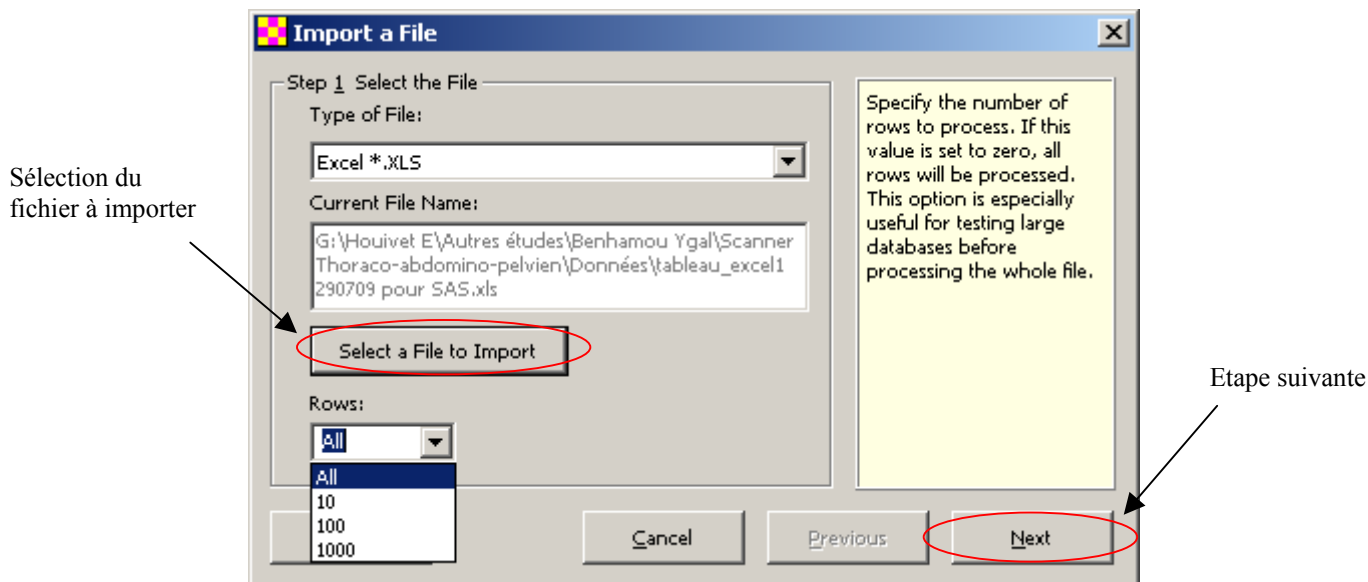 Import a File
Step 1 Select the File
Type of File:
Excel *.XLS
Current File Name:
G:\Houivet E\Autres études\Benhamou Ygal\Scanner
Thoraco-abdomino-pelvien\Données\tableau_excel1
290709 pour SAS.xls
Select a File to Import
Rows:
All
All
10
100
1000
Specify the number of
rows to process. If this
value is set to zero, all
rows will be processed.
This option is especially
useful for testing large
databases before
processing the whole file.
Cancel
Previous
Next
Sélection du
fichier à importer
Etape suivante